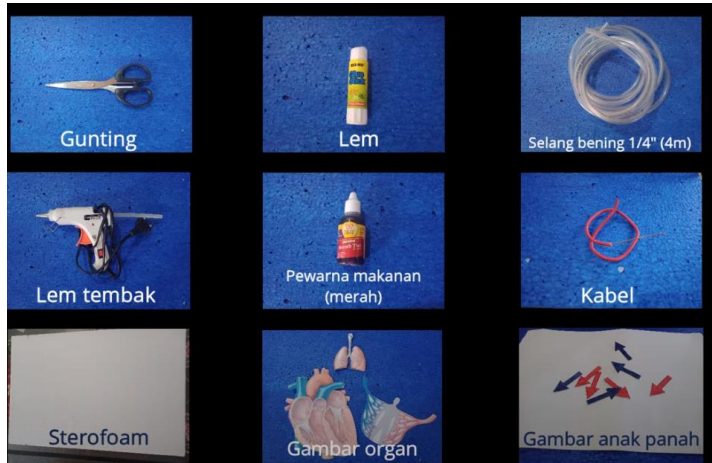 Gunting
Lem
Selang bening 1/4" (4m)
Lem tembak
Pewarna makanan
(merah)
Kabel
Sterofoam
Gambar organ
Gambar anak panah